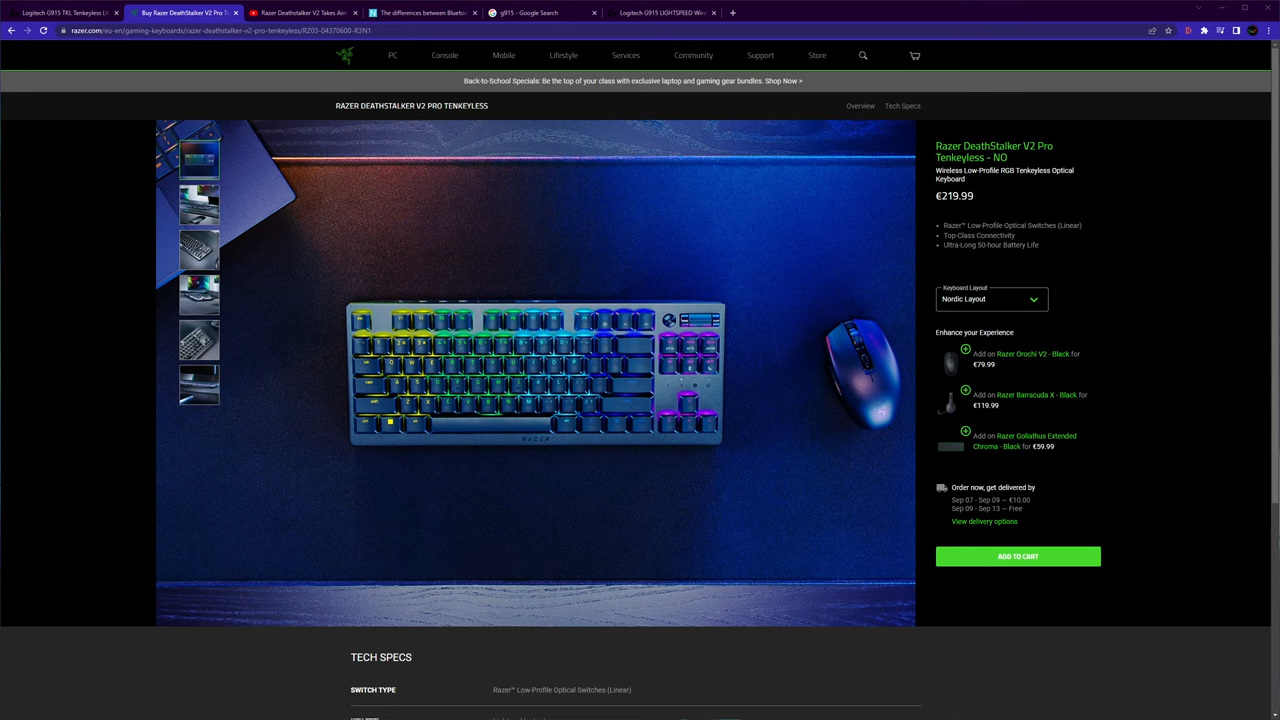 Logitech G915 TKL Tenkeyless Li
Buy Razer DeathStalker V2 Pro T
Razer Deathstalker V2 Takes Aim
The differences between Bluetoo
g915 - Google Search
Logitech G915 LIGHTSPEED Wire
razer.com/eu-en/gaming-keyboards/razer-deathstalker-v2-pro-tenkeyless/RZ03-04370600-R3N1
PC
Console
Mobile
Lifestyle
Services
Community
Support
Store
Back-to-School Specials: Be the top of your class with exclusive laptop and gaming gear bundles. Shop Now >
RAZER DEATHSTALKER V2 PRO TENKEYLESS
Overview
Tech Specs
Razer DeathStalker V2 Pro
Tenkeyless - NO
Wireless Low-Profile RGB Tenkeyless Optical
Keyboard
€219.99
• Razer™ Low-Profile Optical Switches (Linear)
• Top-Class Connectivity
• Ultra-Long 50-hour Battery Life
Keyboard Layout
Nordic Layout
Enhance your Experience
Add on Razer Orochi V2 - Black for
€79.99
Add on Razer Barracuda X - Black for
€119.99
Add on Razer Goliathus Extended
Chroma - Black for €59.99
Order now, get delivered by
Sep 07 - Sep 09 — €10.00
Sep 09 - Sep 13 — Free
View delivery options
ADD TO CART
RAZER
TECH SPECS
SWITCH TYPE
Razer™ Low-Profile Optical Switches (Linear)